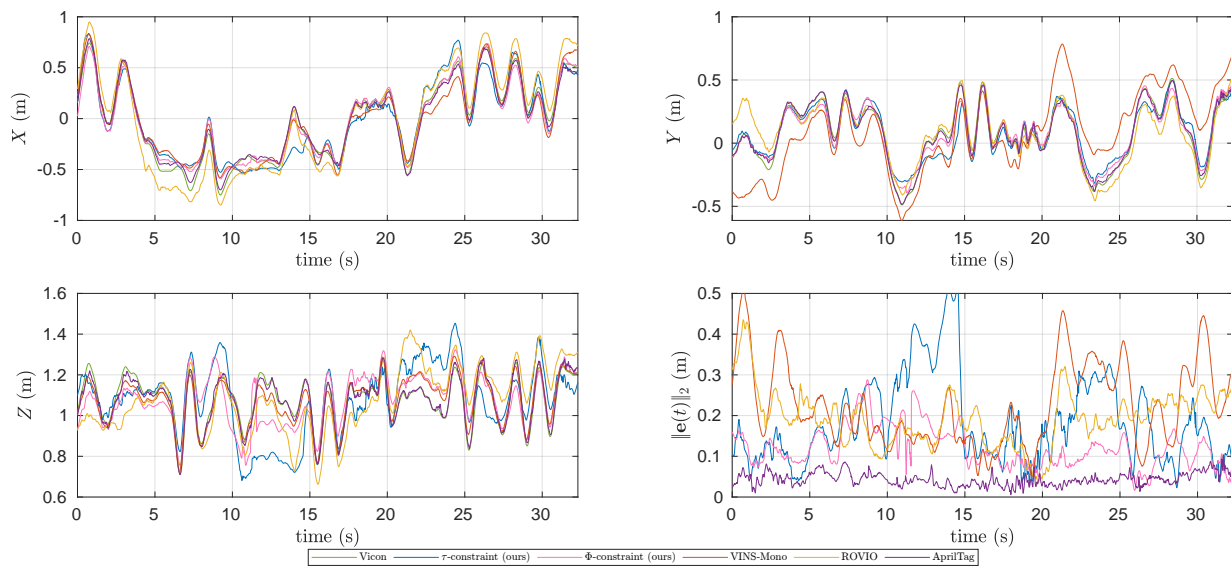 1
0.5
0
-0.5
-1
X (m)
0 5 10 15 20 25 30
time (s)
1
0.5
0
-0.5
Y (m)
0 5 10 15 20 25 30
time (s)
1.6
1.4
1.2
1
0.8
0.6
Z (m)
0 5 10 15 20 25 30
time (s)
0.5
0.4
0.3
0.2
0.1
0
‖e(t)‖₂ (m)
0 5 10 15 20 25 30
time (s)
Vicon τ-constraint (ours) Φ-constraint (ours) VINS-Mono ROVIO AprilTag